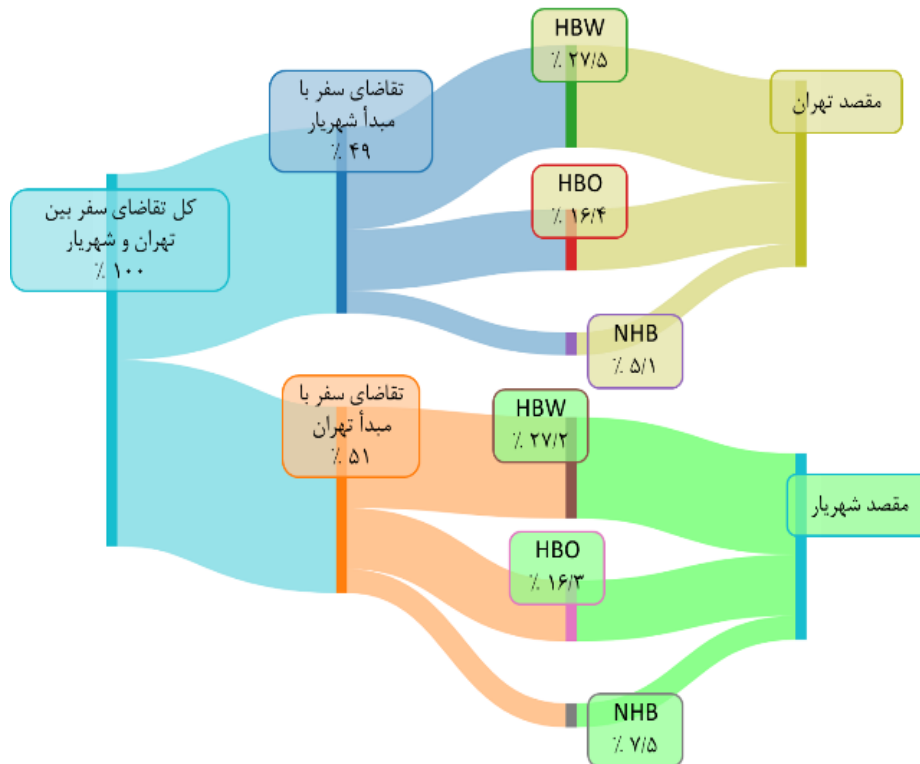 کل تقاضای سفر بین
تهران و شهریار
٪ ۱۰۰
تقاضای سفر با
مبدأ شهریار
٪ ۴۹
HBW
٪ ۲۷/۵
HBO
٪ ۱۶/۴
NHB
٪ ۵/۱
مقصد تهران
تقاضای سفر با
مبدأ تهران
٪ ۵۱
HBW
٪ ۲۷/۲
HBO
٪ ۱۶/۳
NHB
٪ ۷/۵
مقصد شهریار